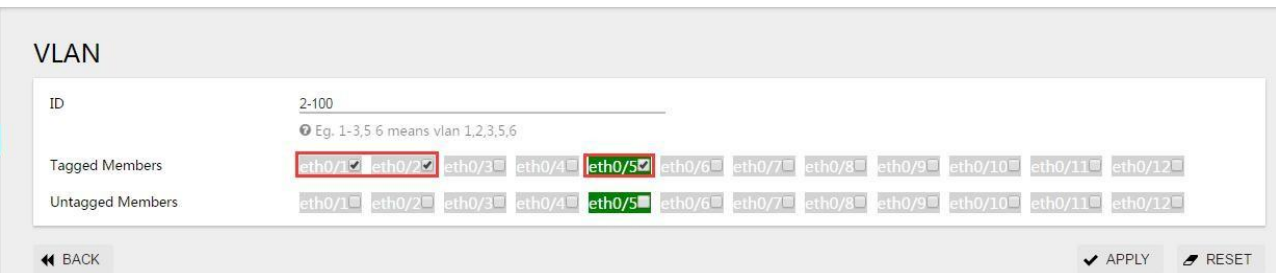 VLAN
ID 2-100
Eg. 1-3,5 6 means vlan 1,2,3,5,6
Tagged Members eth0/1 eth0/2 eth0/3 eth0/4 eth0/5 eth0/6 eth0/7 eth0/8 eth0/9 eth0/10 eth0/11 eth0/12
Untagged Members eth0/1 eth0/2 eth0/3 eth0/4 eth0/5 eth0/6 eth0/7 eth0/8 eth0/9 eth0/10 eth0/11 eth0/12
BACK APPLY RESET